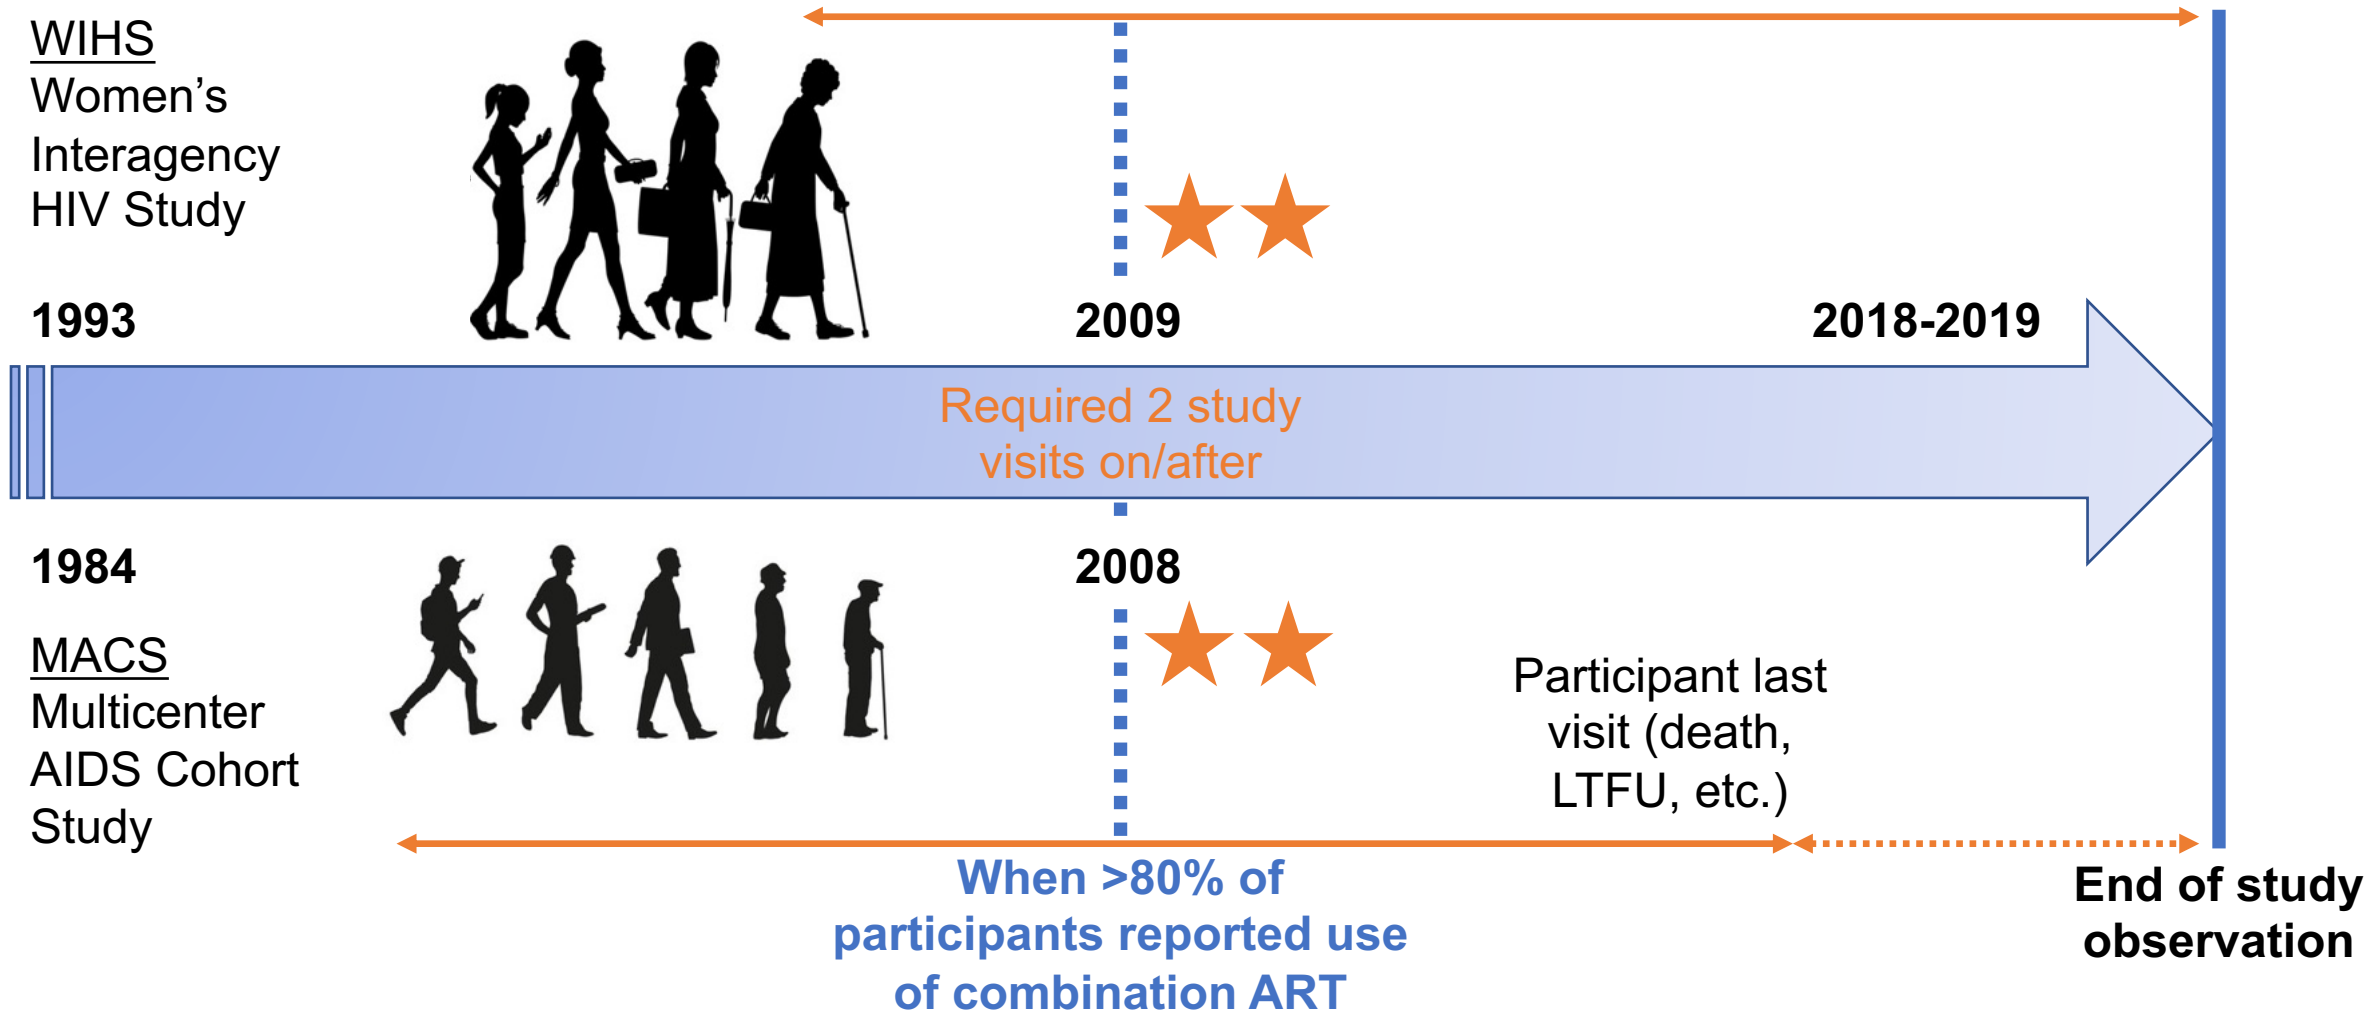 WIHS
Women’s
Interagency
HIV Study
1993
2009
2018-2019
Required 2 study
visits on/after
1984
2008
MACS
Multicenter
AIDS Cohort
Study
Participant last
visit (death,
LTFU, etc.)
When >80% of
participants reported use
of combination ART
End of study
observation